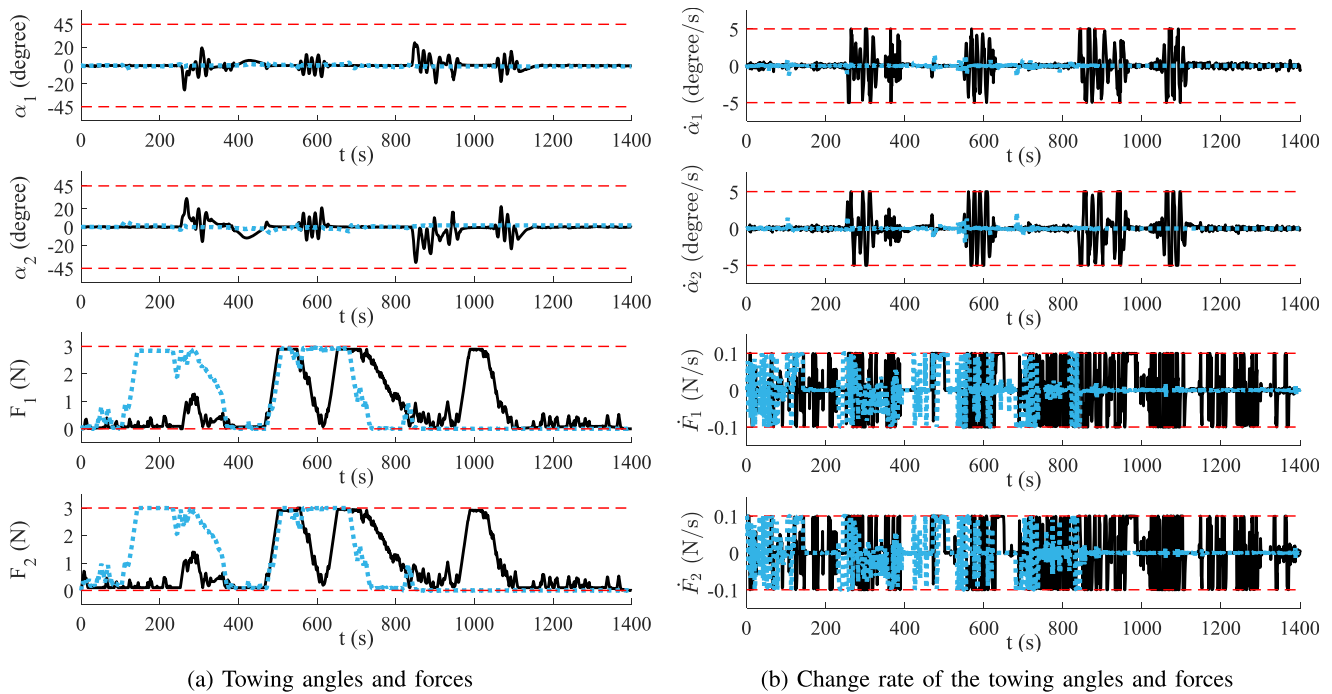 α₁ (degree)
45
20
0
-20
-45
0 200 400 600 800 1000 1200 1400
t (s)
α₂ (degree)
45
20
0
-20
-45
0 200 400 600 800 1000 1200 1400
t (s)
F₁ (N)
3
2
1
0
0 200 400 600 800 1000 1200 1400
t (s)
F₂ (N)
3
2
1
0
0 200 400 600 800 1000 1200 1400
t (s)
(a) Towing angles and forces
α̇₁ (degree/s)
5
0
-5
0 200 400 600 800 1000 1200 1400
t (s)
α̇₂ (degree/s)
5
0
-5
0 200 400 600 800 1000 1200 1400
t (s)
Ḟ₁ (N/s)
0.1
0
-0.1
0 200 400 600 800 1000 1200 1400
t (s)
Ḟ₂ (N/s)
0.1
0
-0.1
0 200 400 600 800 1000 1200 1400
t (s)
(b) Change rate of the towing angles and forces